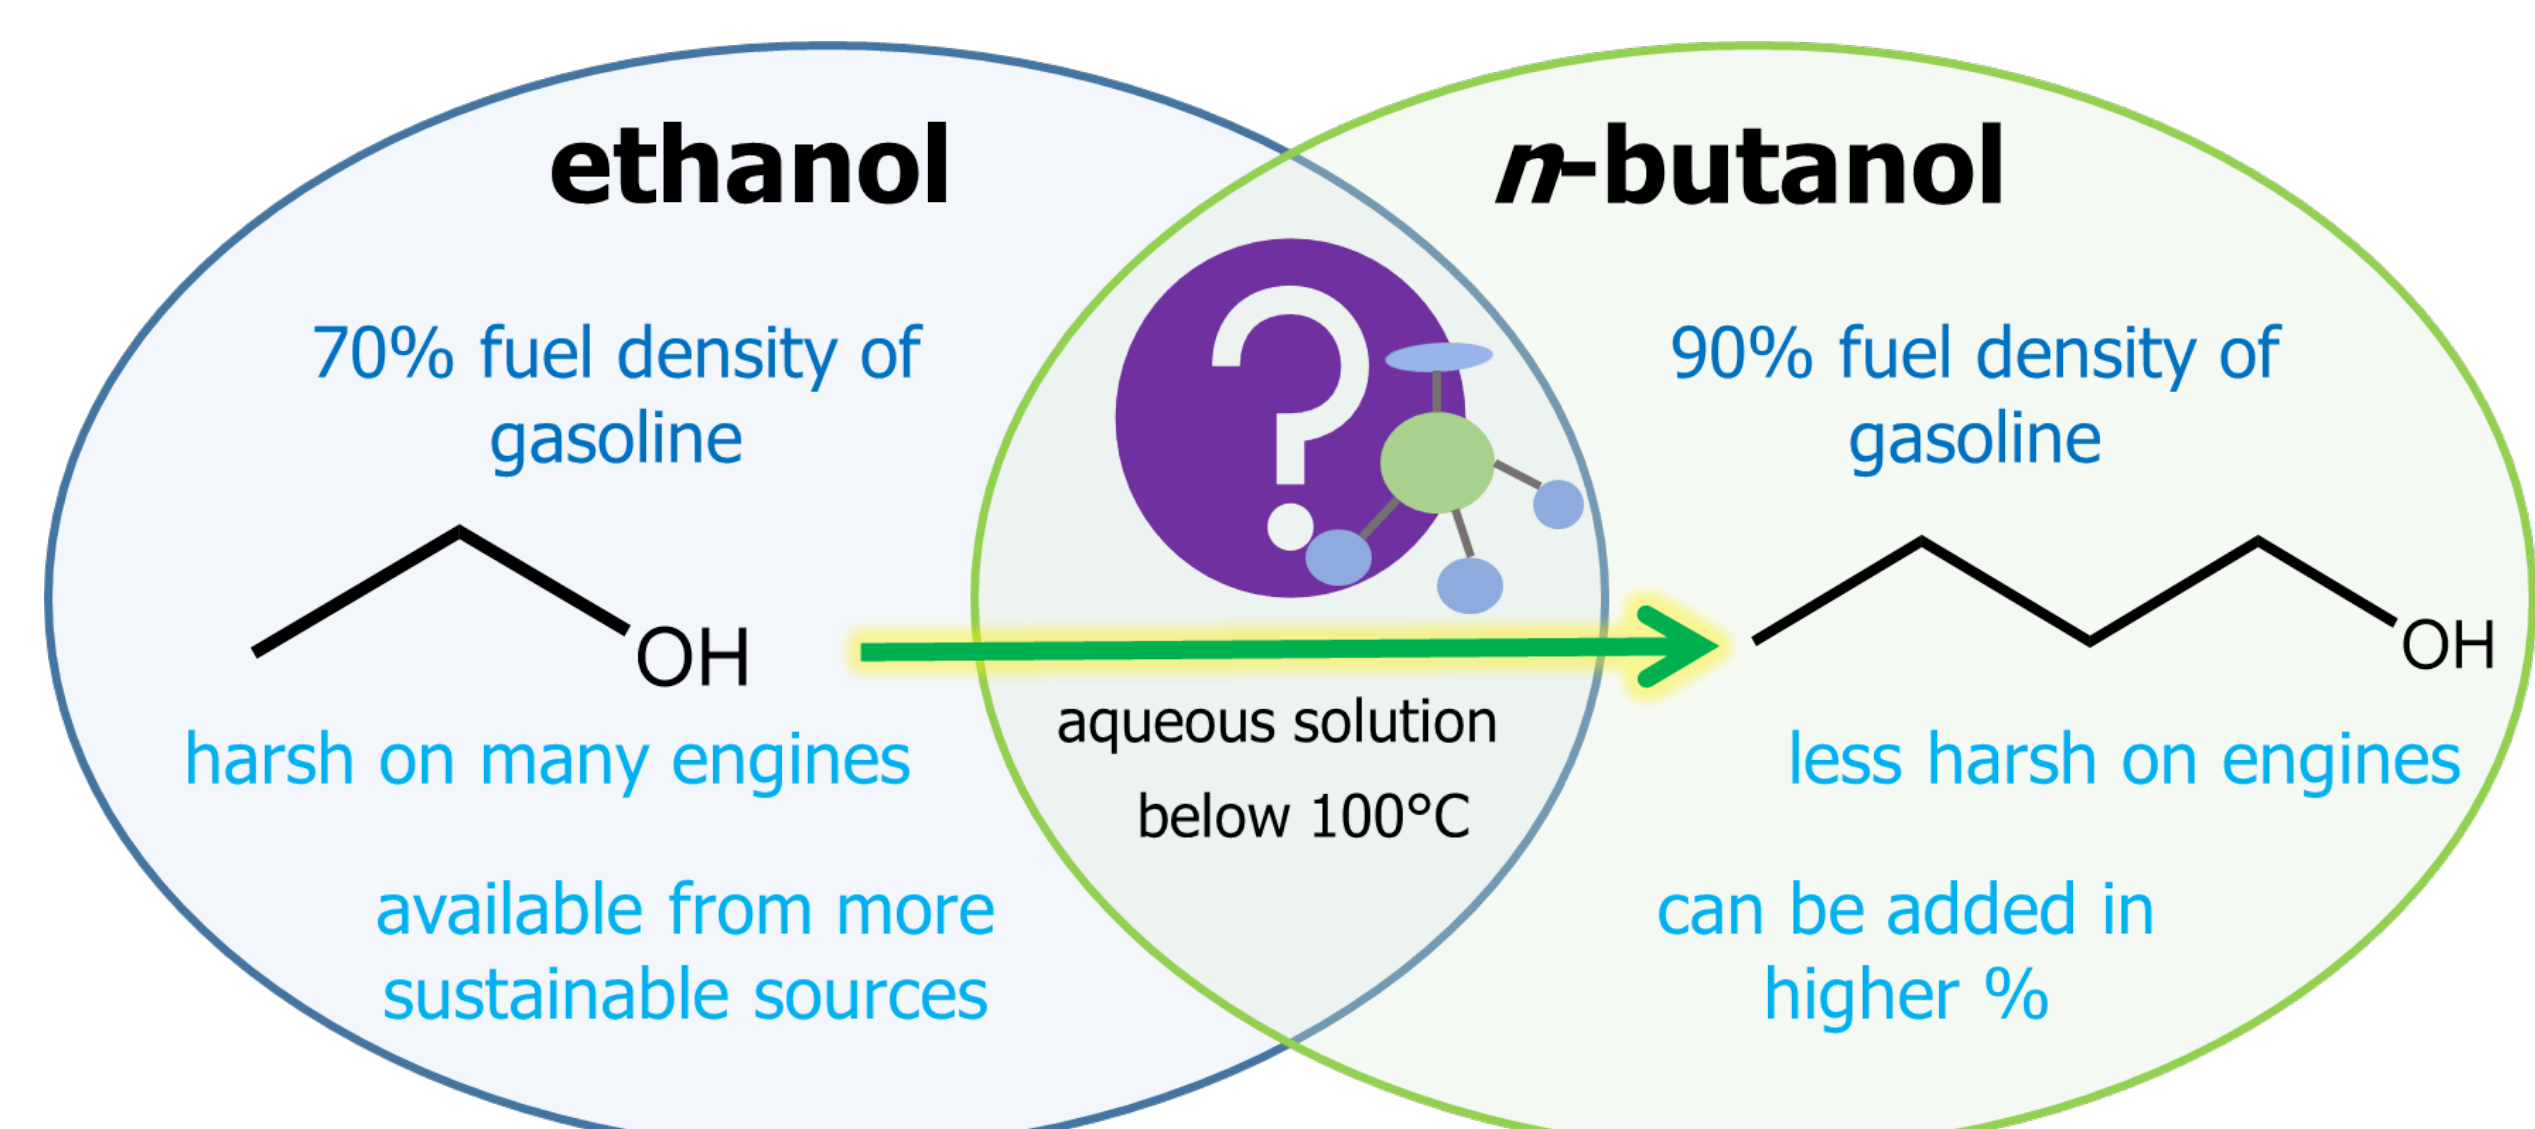 ethanol
70% fuel density of
gasoline
OH
harsh on many engines
available from more
sustainable sources
?
aqueous solution
below 100°C
n-butanol
90% fuel density of
gasoline
OH
less harsh on engines
can be added in
higher %